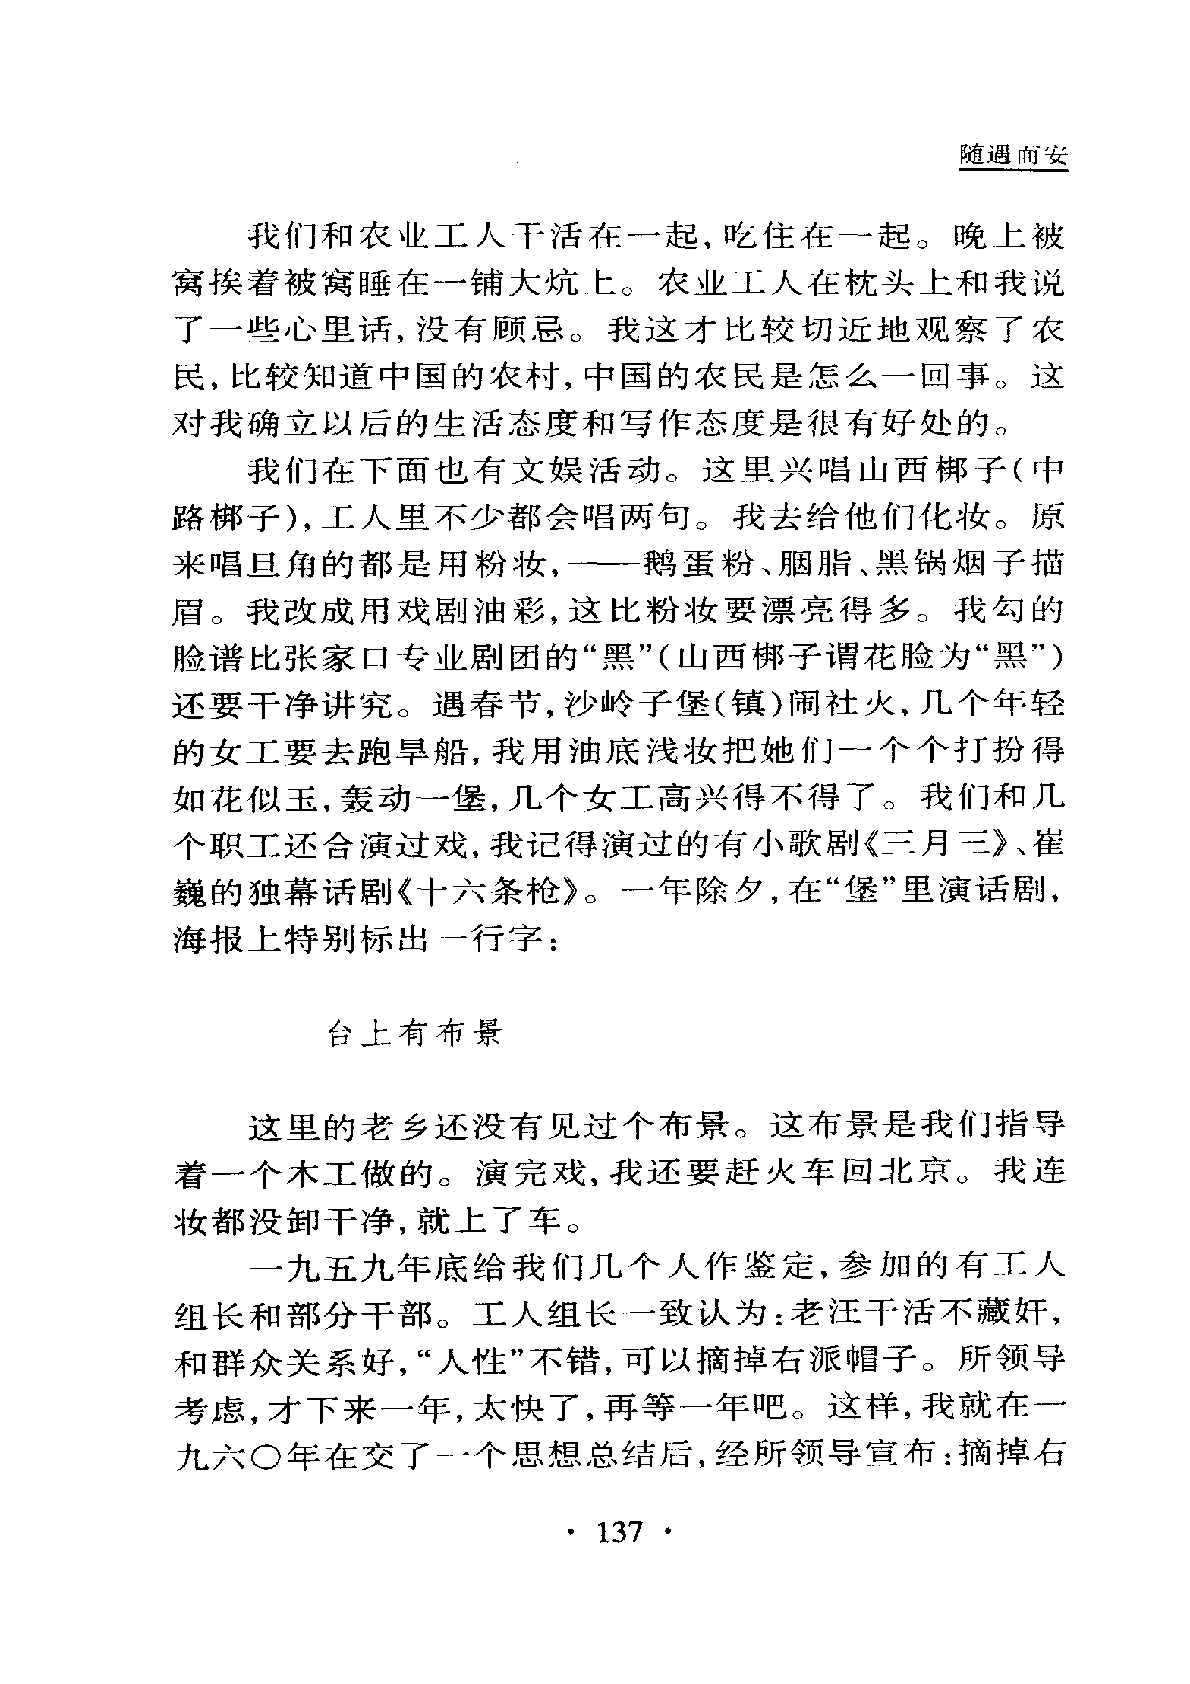 随遇而安
我们和农业工人干活在一起,吃住在一起。晚上被
窝挨着被窝睡在一铺大炕上。农业工人在枕头上和我说
了一些心里话,没有顾忌。我这才比较切近地观察了农
民,比较知道中国的农村,中国的农民是怎么一回事。这
对我确立以后的生活态度和写作态度是很有好处的。
我们在下面也有文娱活动。这里兴唱山西梆子(中
路梆子),工人里不少都会唱两句。我去给他们化妆。原
来唱旦角的都是用粉妆,——鹅蛋粉、胭脂、黑锅烟子描
眉。我改成用戏剧油彩,这比粉妆要漂亮得多。我勾的
脸谱比张家口专业剧团的“黑”(山西梆子谓花脸为“黑”)
还要干净讲究。遇春节,沙岭子堡(镇)闹社火,几个年轻
的女工要去跑旱船,我用油底浅妆把她们一个个打扮得
如花似玉,轰动一堡,几个女工高兴得不得了。我们和几
个职工还合演过戏,我记得演过的有小歌剧《三月三》、崔
巍的独幕话剧《十六条枪》。一年除夕,在“堡”里演话剧,
海报上特别标出一行字:
台上有布景
这里的老乡还没有见过个布景。这布景是我们指导
着一个木工做的。演完戏,我还要赶火车回北京。我连
妆都没卸干净,就上了车。
一九五九年底给我们几个人作鉴定,参加的有工人
组长和部分干部。工人组长一致认为:老汪干活不藏奸,
和群众关系好,“人性”不错,可以摘掉右派帽子。所领导
考虑,才下来一年,太快了,再等一年吧。这样,我就在一
九六〇年在交了一个思想总结后,经所领导宣布:摘掉右
· 137 ·